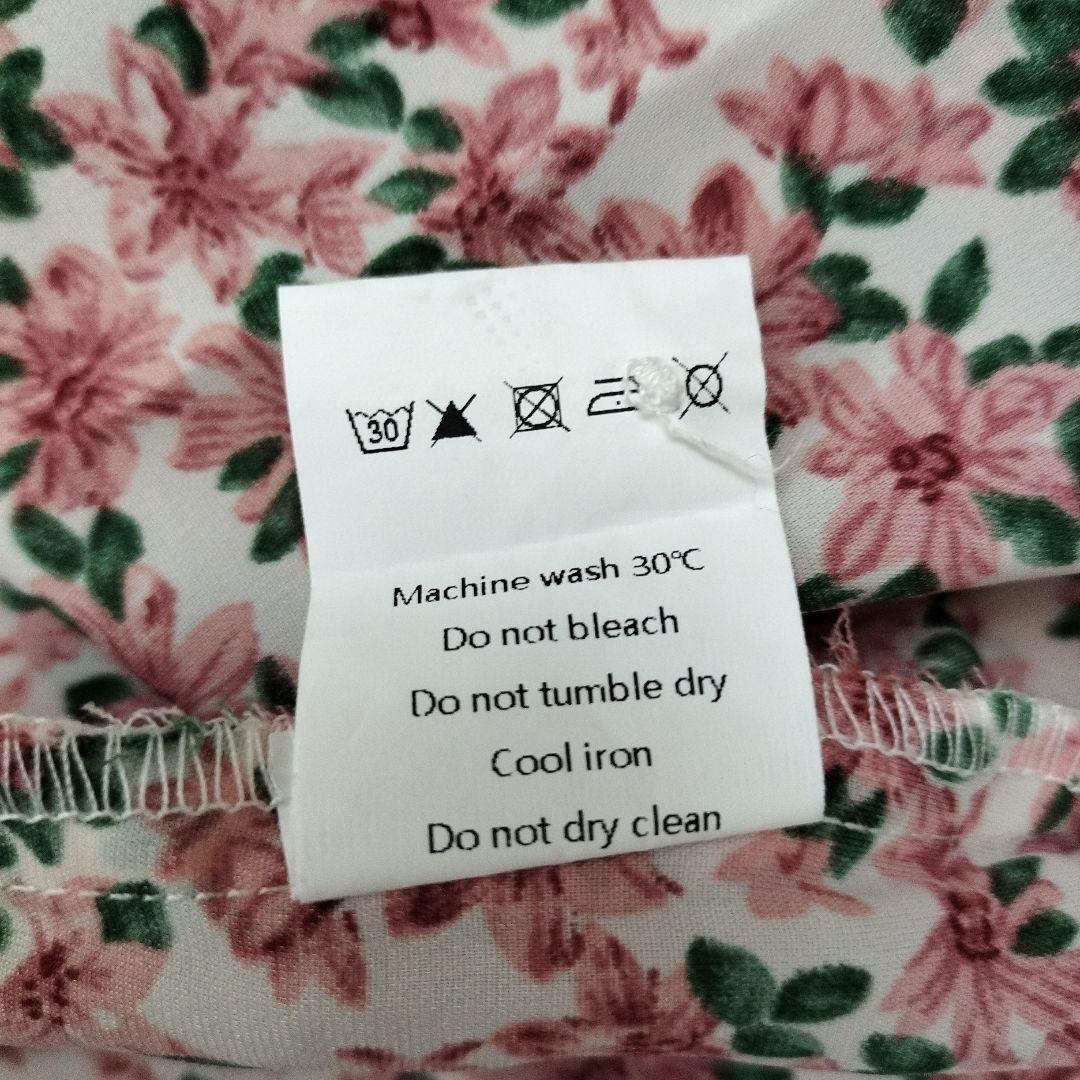 30
Machine wash 30℃
Do not bleach
Do not tumble dry
Cool iron
Do not dry clean